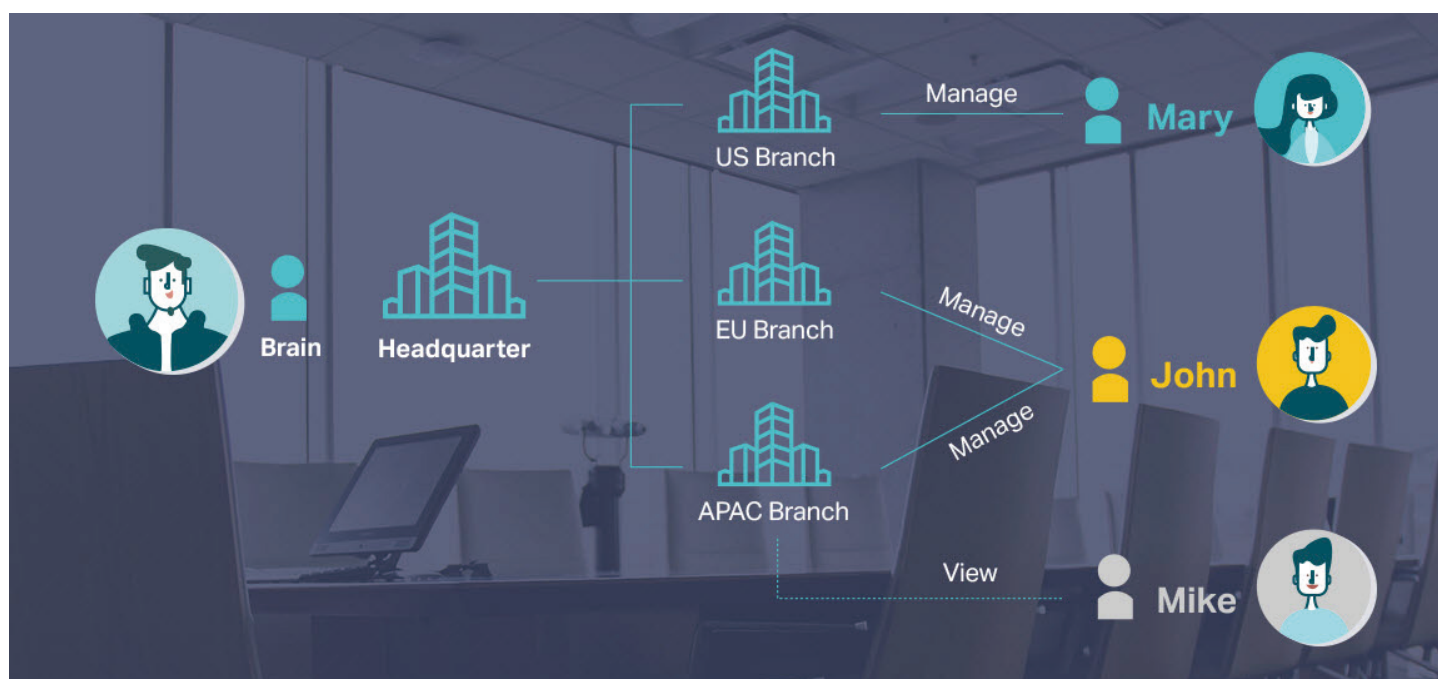 Manage
Mary
US Branch
Brain
Headquarter
EU Branch
Manage
John
Manage
APAC Branch
View
Mike